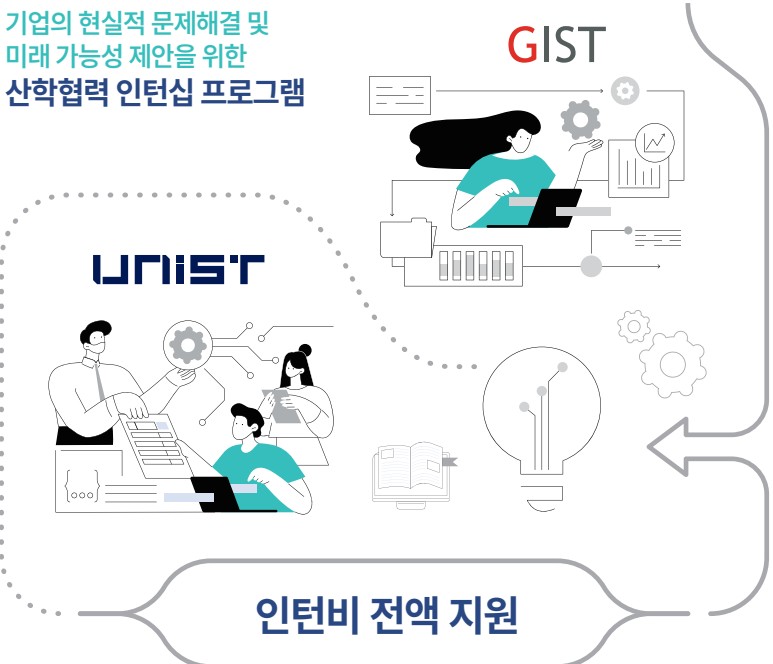 기업의 현실적 문제해결 및
미래 가능성 제안을 위한
산학협력 인턴십 프로그램
GIST
UNIST
인턴비 전액 지원